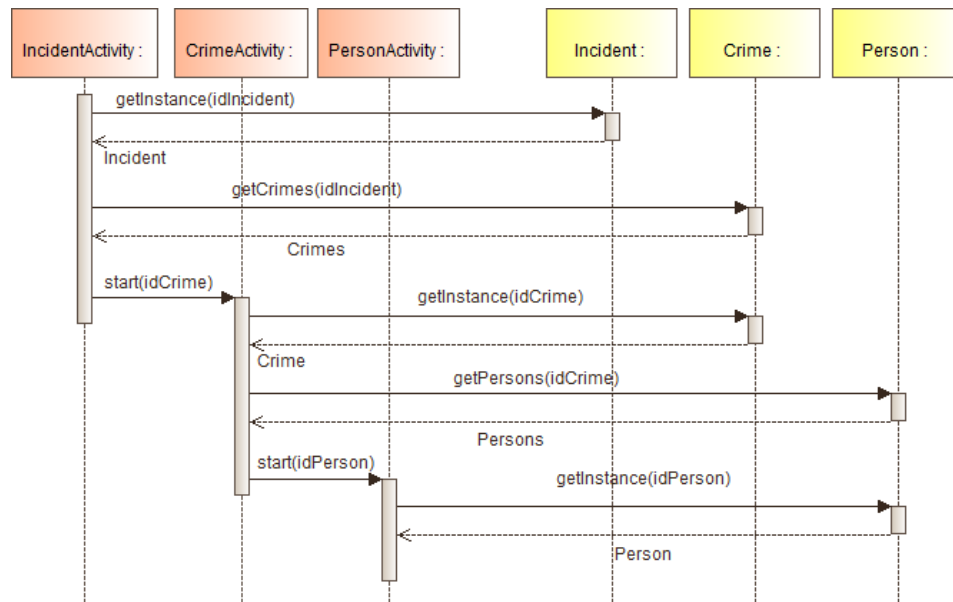 IncidentActivity :
CrimeActivity :
PersonActivity :
Incident :
Crime :
Person :
getInstance(idIncident)
Incident
getCrimes(idIncident)
Crimes
start(idCrime)
getInstance(idCrime)
Crime
getPersons(idCrime)
Persons
start(idPerson)
getInstance(idPerson)
Person